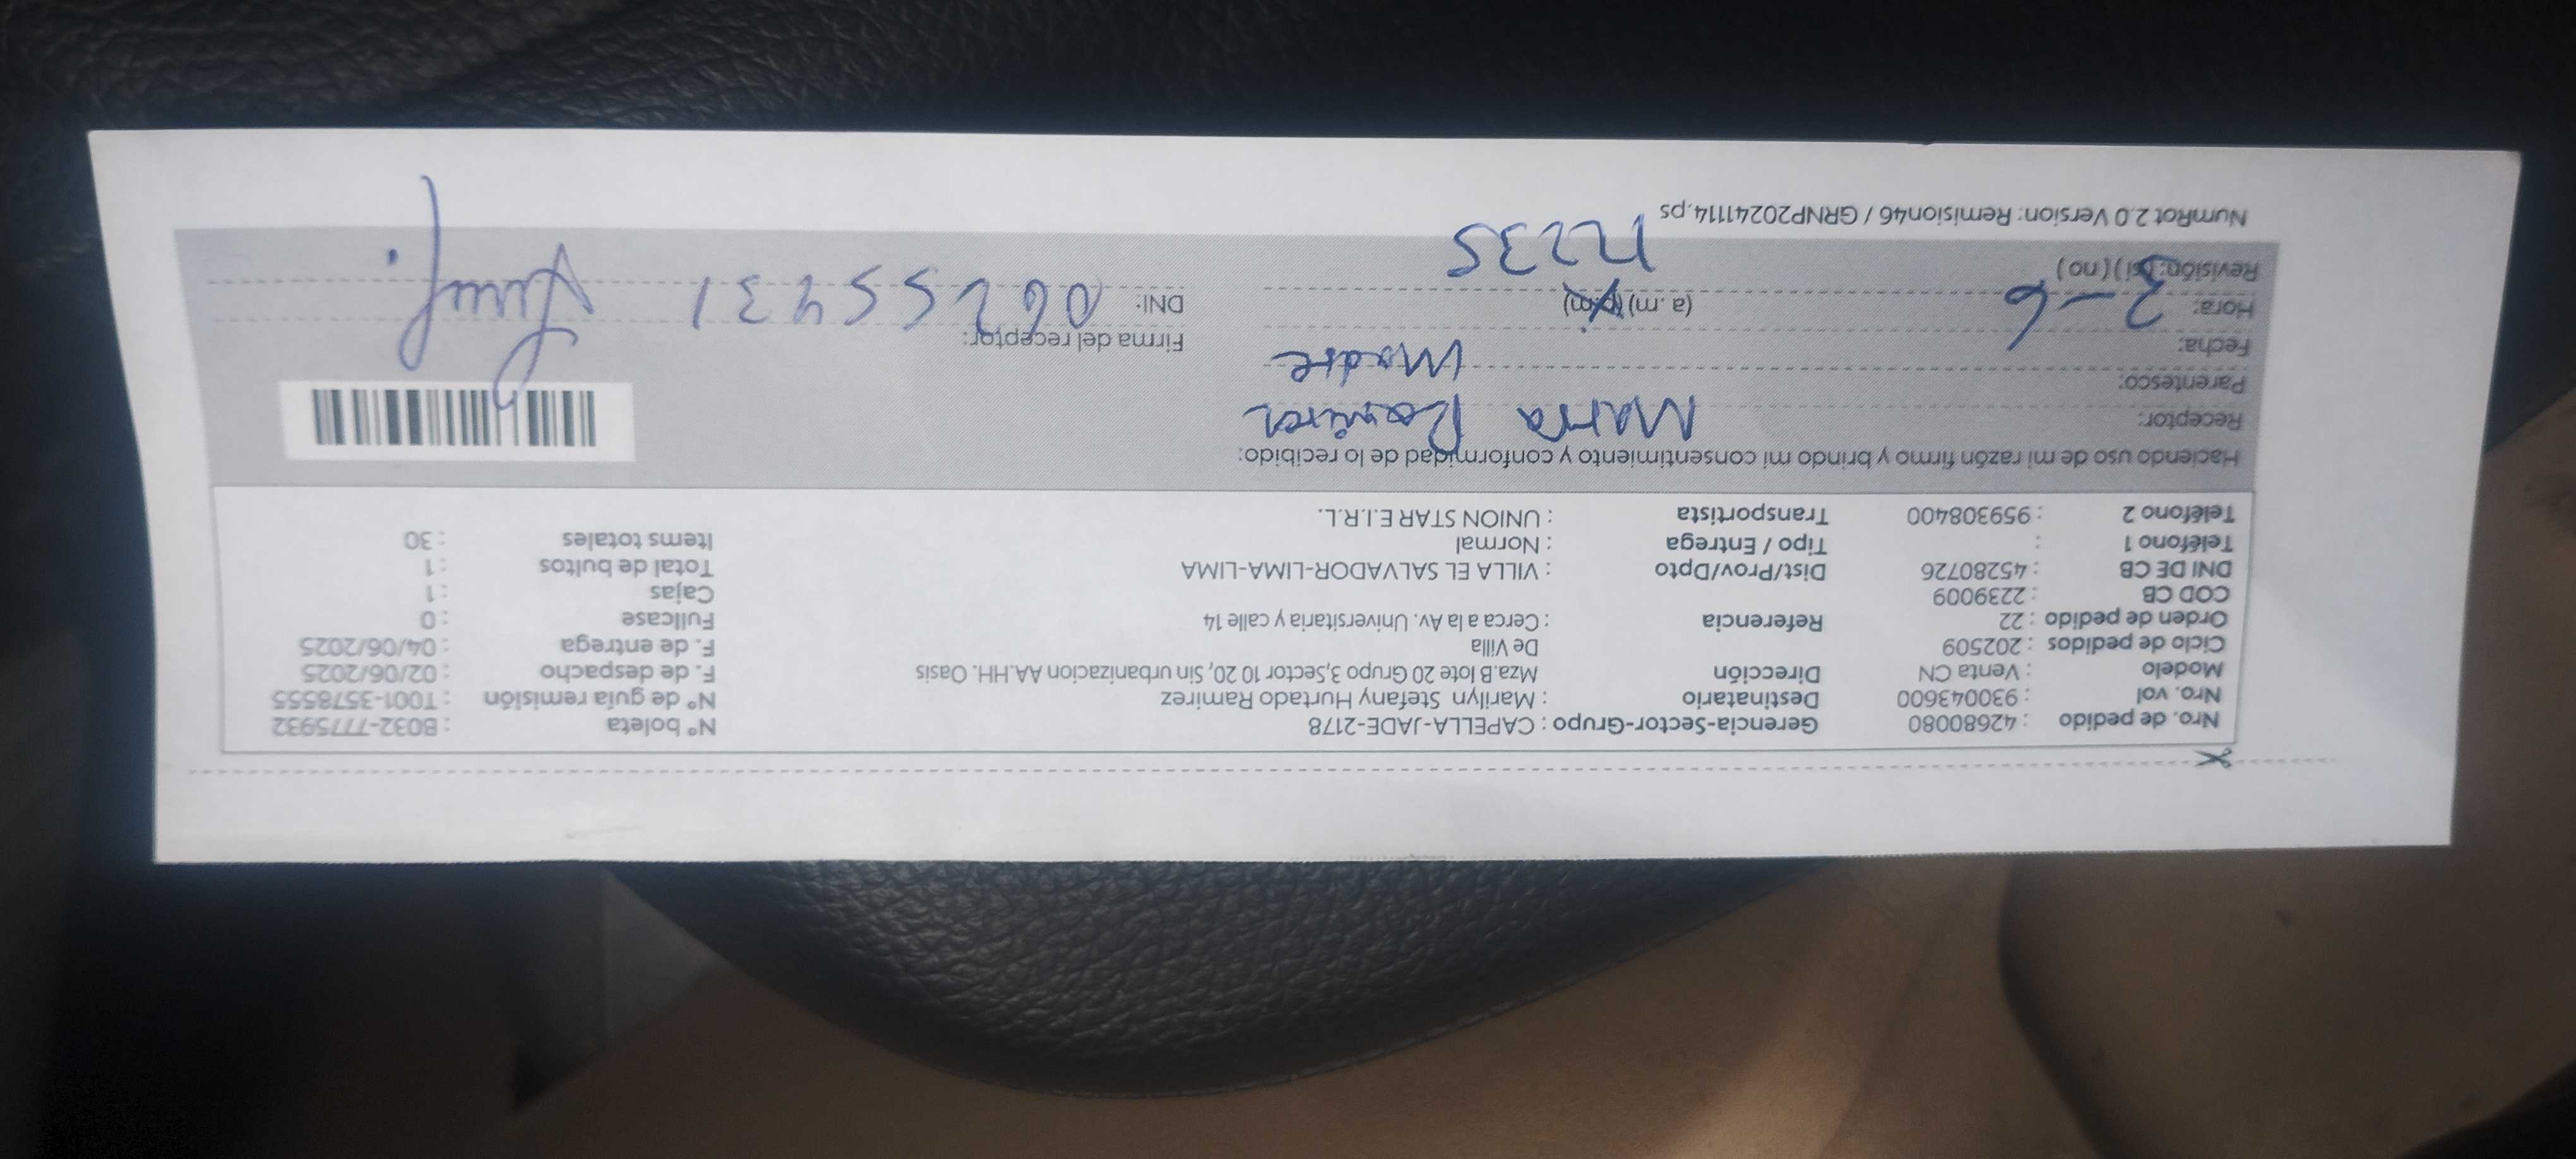 Nro. de pedido : 42680080 Gerencia-Sector-Grupo : CAPELLA-JADE-2178 N° boleta : B032-7775932
Nro. vol : 930043600 Destinatario : Marilyn Stefany Hurtado Ramirez N° de guía remisión : T001-3578555
Modelo : Venta CN Dirección Mza.B lote 20 Grupo 3,Sector 10 20, Sin urbanizacion AA.HH. Oasis F. de despacho : 02/06/2025
Ciclo de pedidos : 202509 De Villa F. de entrega : 04/06/2025
Orden de pedido : 22 Referencia : Cerca a la Av. Universitaria y calle 14 Fullcase : 0
COD CB : 2239009 Cajas : 1
DNI DE CB : 45280726 Dist/Prov/Dpto : VILLA EL SALVADOR-LIMA-LIMA Total de bultos : 1
Teléfono 1 : Tipo / Entrega : Normal Items totales : 30
Teléfono 2 : 959308400 Transportista : UNION STAR E.I.R.L.
Haciendo uso de mi razón firmo y brindo mi consentimiento y conformidad de lo recibido:
Receptor: Ramirez
Parentesco: Madre
Fecha: Firma del receptor:
Hora: 3-6 (a. m) (p.m) DNI: 06255431
Revisión: (si) (no)
NumRot 2.0 Version: Remision46 / GRNP20241114.ps